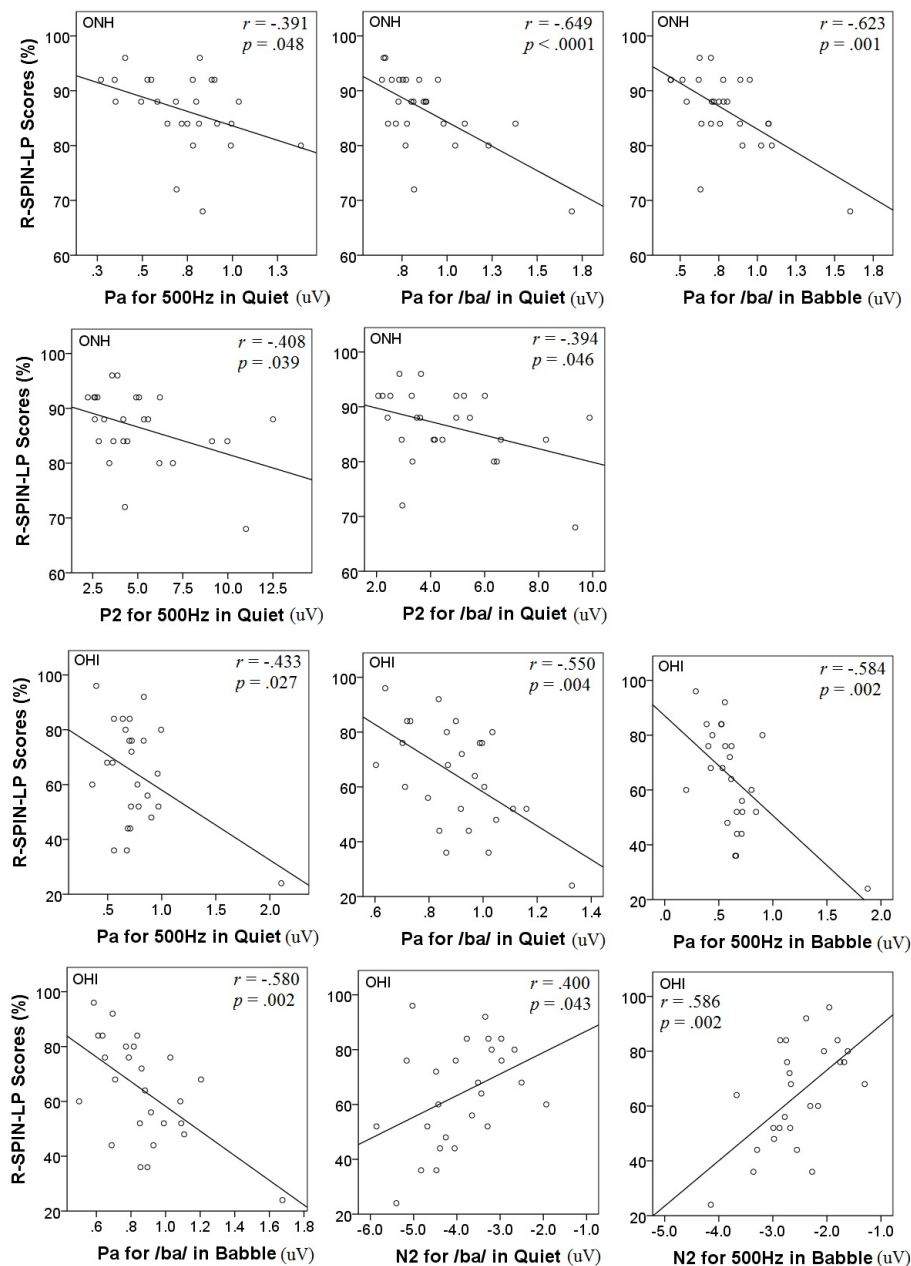 ONH
r = -.391
p = .048
100
90
80
70
60
R-SPIN-LP Scores (%)
.3 .5 .8 1.0 1.3
Pa for 500Hz in Quiet (uV)
r = -.649
p < .0001
100
90
80
70
60
.8 1.0 1.3 1.5 1.8
Pa for /ba/ in Quiet (uV)
r = -.623
p = .001
100
90
80
70
60
.5 .8 1.0 1.3 1.5 1.8
Pa for /ba/ in Babble (uV)
ONH
r = -.408
p = .039
100
90
80
70
60
R-SPIN-LP Scores (%)
2.5 5.0 7.5 10.0 12.5
P2 for 500Hz in Quiet (uV)
ONH
r = -.394
p = .046
100
90
80
70
60
2.0 4.0 6.0 8.0 10.0
P2 for /ba/ in Quiet (uV)
OHI
r = -.433
p = .027
100
80
60
40
20
R-SPIN-LP Scores (%)
.5 1.0 1.5 2.0
Pa for 500Hz in Quiet (uV)
OHI
r = -.550
p = .004
100
80
60
40
20
.6 .8 1.0 1.2 1.4
Pa for /ba/ in Quiet (uV)
OHI
r = -.584
p = .002
100
80
60
40
20
.0 .5 1.0 1.5 2.0
Pa for 500Hz in Babble (uV)
OHI
r = -.580
p = .002
100
80
60
40
20
R-SPIN-LP Scores (%)
.6 .8 1.0 1.2 1.4 1.6 1.8
Pa for /ba/ in Babble (uV)
OHI
r = .400
p = .043
100
80
60
40
20
-6.0 -5.0 -4.0 -3.0 -2.0 -1.0
N2 for /ba/ in Quiet (uV)
OHI
r = .586
p = .002
100
80
60
40
20
-5.0 -4.0 -3.0 -2.0 -1.0
N2 for 500Hz in Babble (uV)